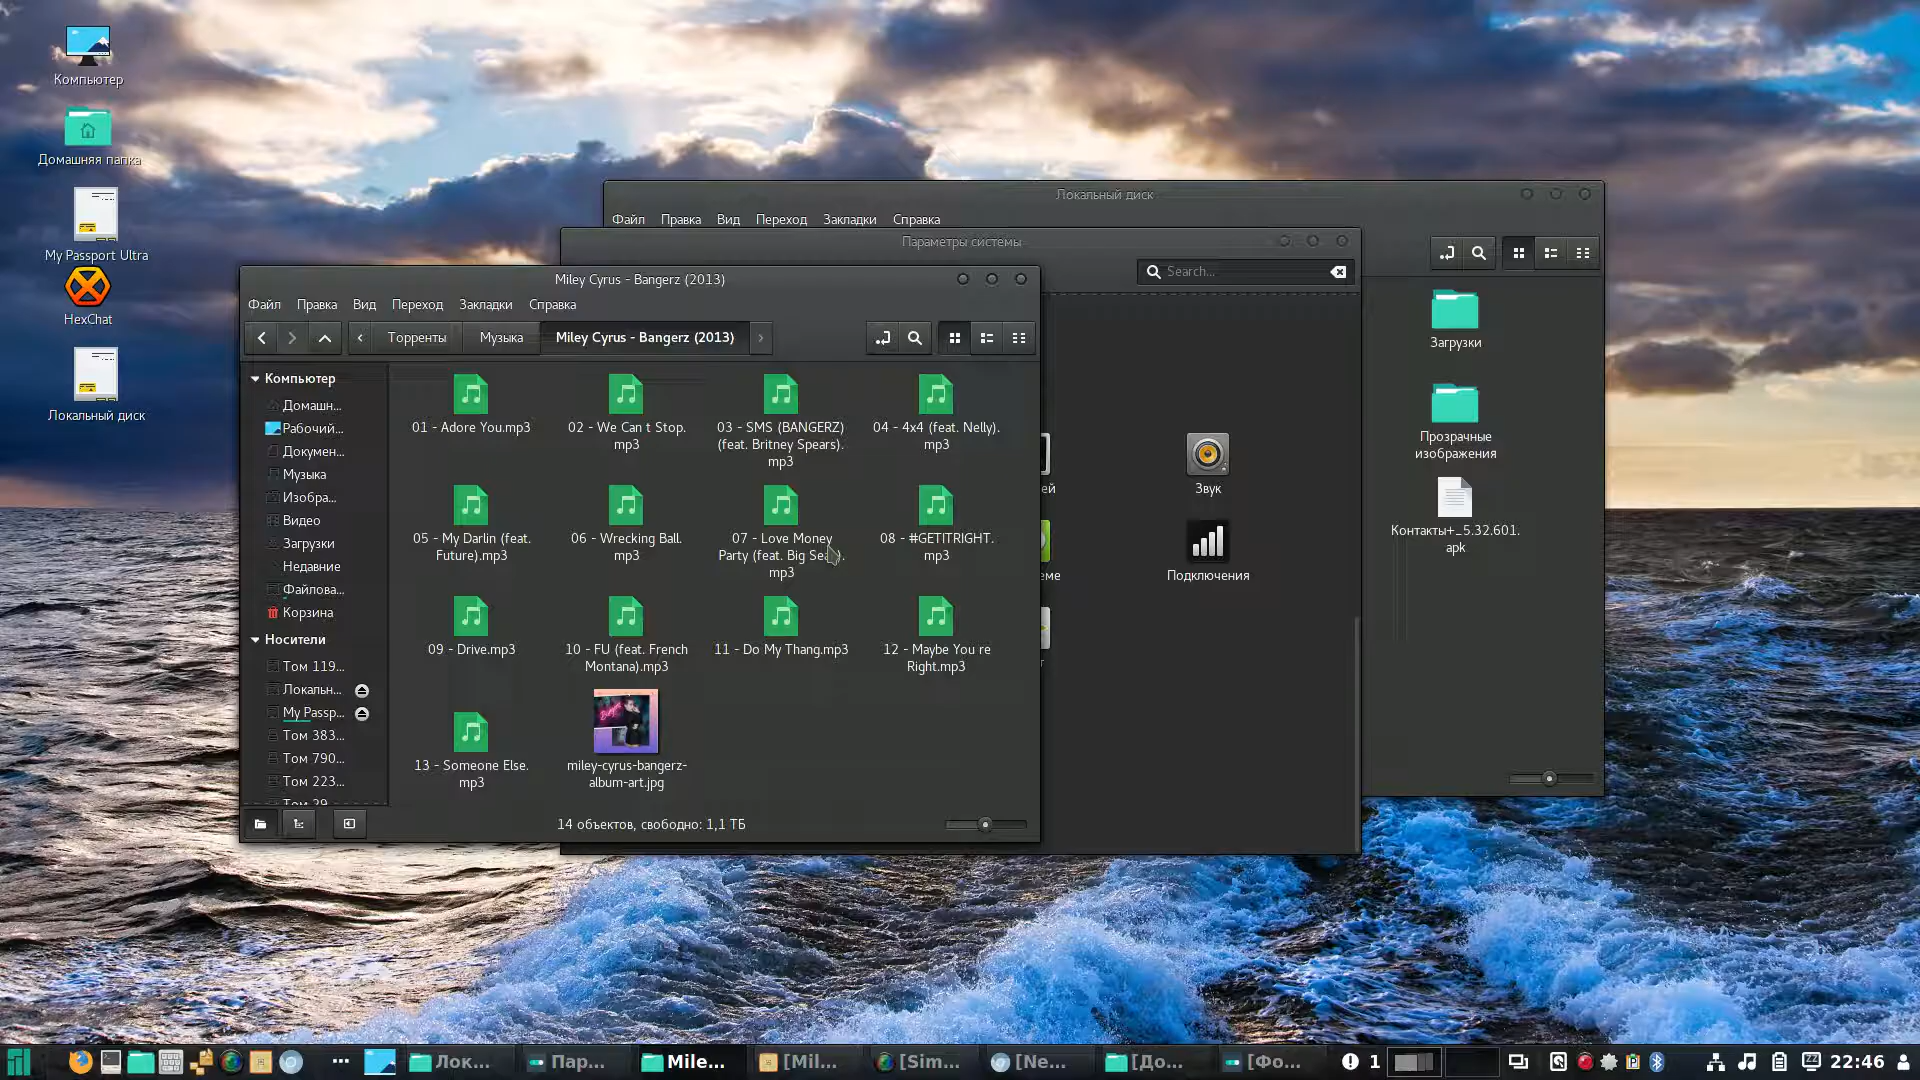 Компьютер
Домашняя папка
My Passport Ultra
HexChat
Локальный диск
Локальный диск
Файл Правка Вид Переход Закладки Справка
Параметры системы
Search...
Miley Cyrus - Bangerz (2013)
Файл Правка Вид Переход Закладки Справка
Торренты Музыка Miley Cyrus - Bangerz (2013)
Компьютер
Домашн...
Рабочий...
Докумен...
Музыка
Изобра...
Видео
Загрузки
Недавние
Файлова...
Корзина
Носители
Том 119...
Локальн...
My Passp...
Том 383...
Том 790...
Том 223...
Том 29
01 - Adore You.mp3
02 - We Can t Stop.
mp3
03 - SMS (BANGERZ)
(feat. Britney Spears).
mp3
04 - 4x4 (feat. Nelly).
mp3
05 - My Darlin (feat.
Future).mp3
06 - Wrecking Ball.
mp3
07 - Love Money
Party (feat. Big Sean).
mp3
08 - #GETITRIGHT.
mp3
09 - Drive.mp3
10 - FU (feat. French
Montana).mp3
11 - Do My Thang.mp3
12 - Maybe You re
Right.mp3
13 - Someone Else.
mp3
miley-cyrus-bangerz-
album-art.jpg
14 объектов, свободно: 1,1 ТБ
ей
Звук
еме
Подключения
Загрузки
Прозрачные
изображения
Контакты+_5.32.601.
apk
Лок... Пар... Mile... [Mil... [Sim... [Ne... [До... [Фо... 1 22:46